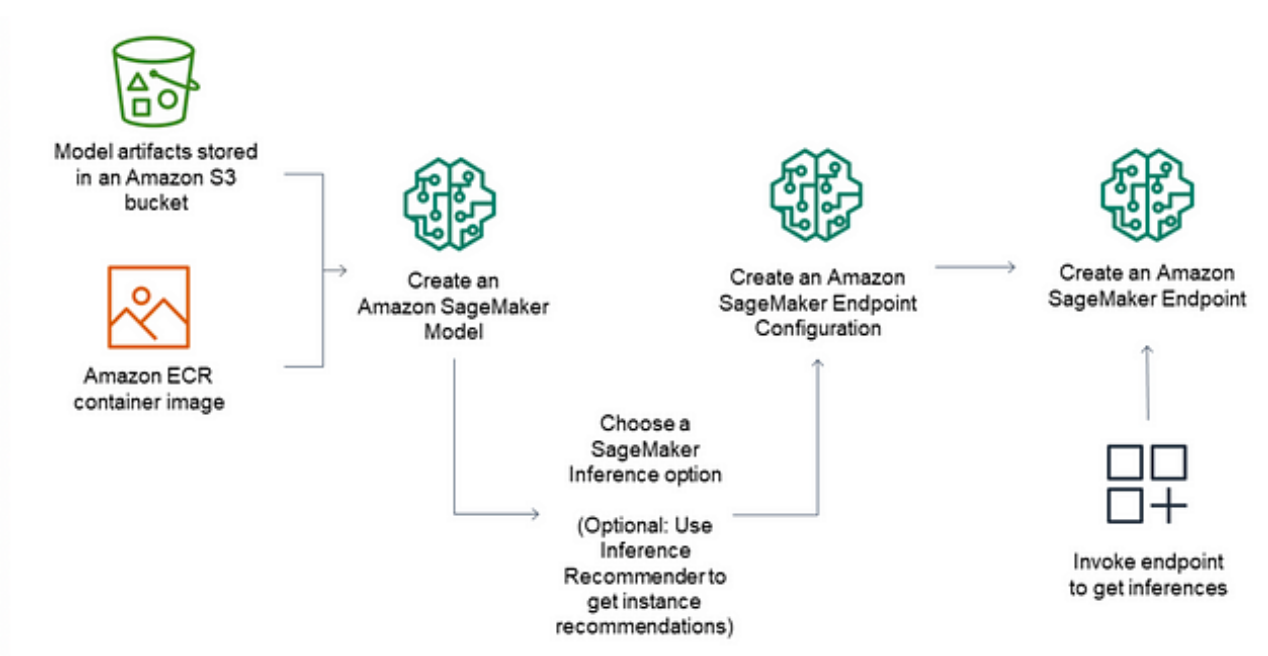 Model artifacts stored
in an Amazon S3
bucket
Amazon ECR
container image
Create an
Amazon SageMaker
Model
Choose a
SageMaker
Inference option
(Optional: Use
Inference
Recommender to
get instance
recommendations)
Create an Amazon
SageMaker Endpoint
Configuration
Create an Amazon
SageMaker Endpoint
Invoke endpoint
to get inferences